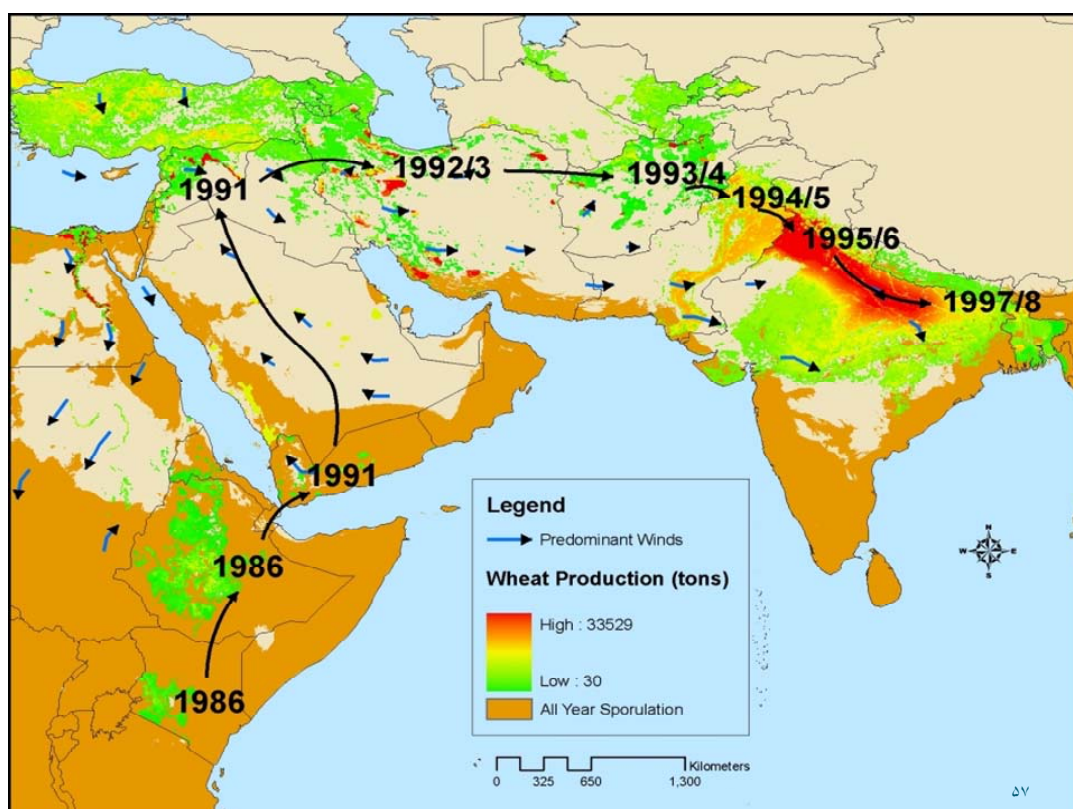 1992/3
1993/4
1991
1994/5
1995/6
1997/8
1991
1986
1986
Legend
Predominant Winds
Wheat Production (tons)
High : 33529
Low : 30
All Year Sporulation
N
W E
S
Kilometers
0 325 650 1,300
۵۷